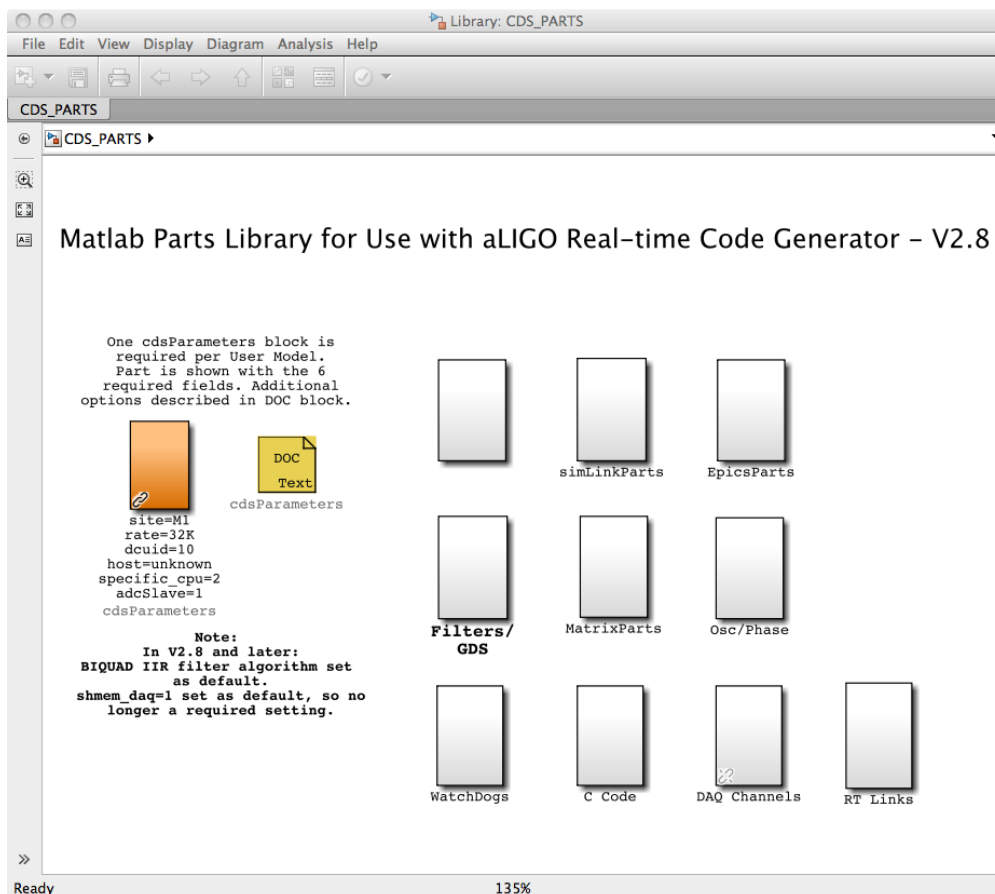 Library: CDS_PARTS
File Edit View Display Diagram Analysis Help
CDS_PARTS
CDS_PARTS
Matlab Parts Library for Use with aLIGO Real-time Code Generator – V2.8
One cdsParameters block is
required per User Model.
Part is shown with the 6
required fields. Additional
options described in DOC block.
DOC
Text
cdsParameters
site=M1
rate=32K
dcuid=10
host=unknown
specific_cpu=2
adcSlave=1
cdsParameters
Note:
In V2.8 and later:
BIQUAD IIR filter algorithm set
as default.
shmem_daq=1 set as default, so no
longer a required setting.
simLinkParts
EpicsParts
Filters/
GDS
MatrixParts
Osc/Phase
WatchDogs
C Code
DAQ Channels
RT Links
Ready
135%